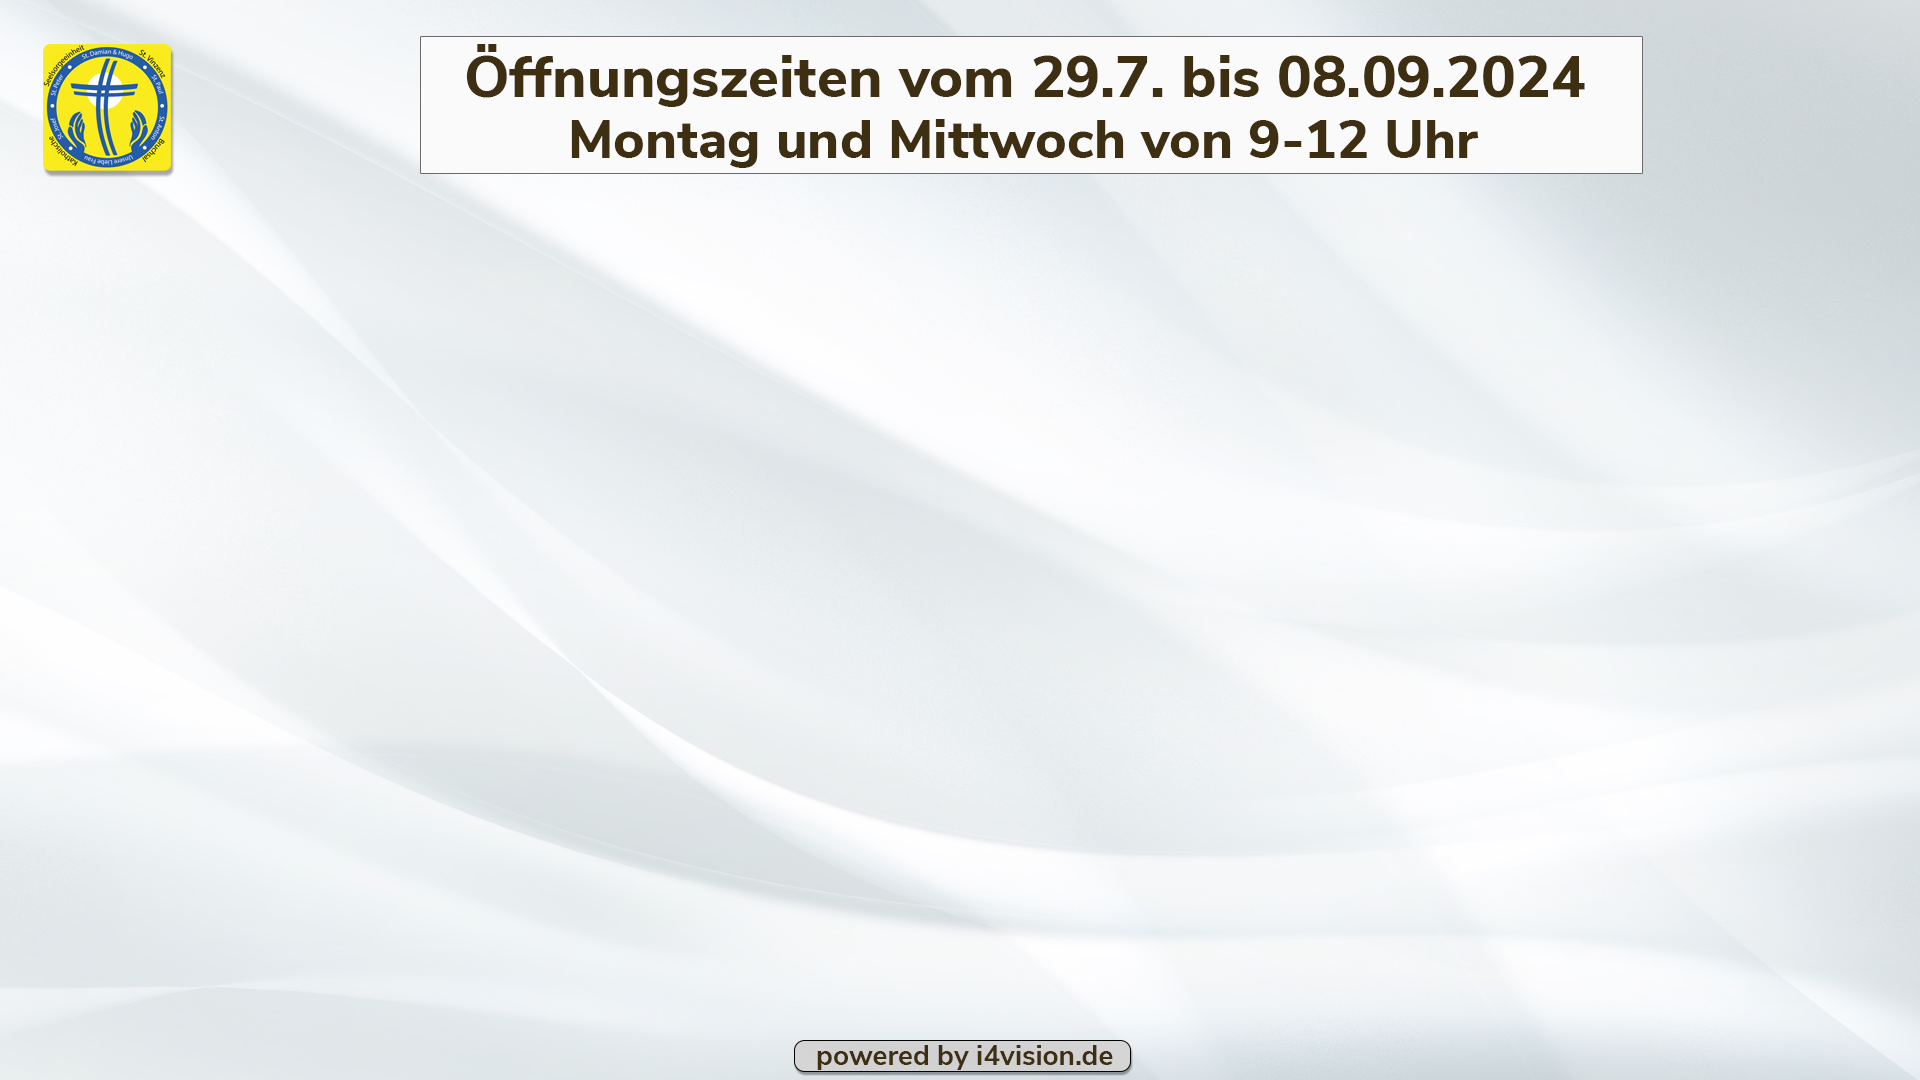 Öffnungszeiten vom 29.7. bis 08.09.2024
Montag und Mittwoch von 9-12 Uhr
Katholische
Seelsorgeeinheit
St. Vinzenz
Bruchsal
St. Peter
St. Damian & Hugo
St. Paul
St. Anton
Unsere Liebe Frau
St. Josef
powered by i4vision.de